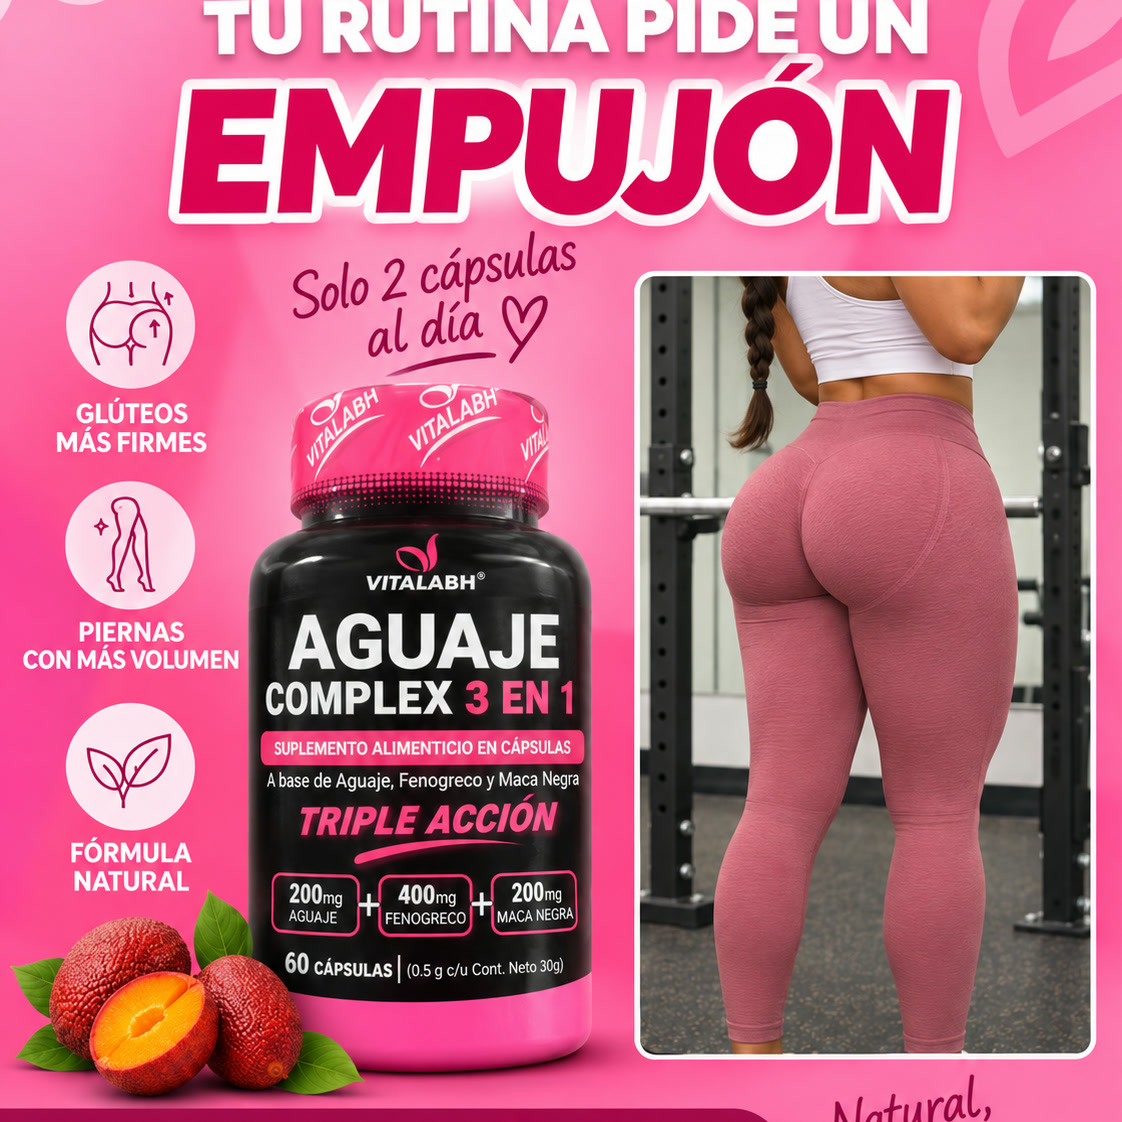 TU RUTINA PIDE UN
EMPUJÓN
Solo 2 cápsulas
al día
GLÚTEOS
MÁS FIRMES
PIERNAS
CON MÁS VOLUMEN
FÓRMULA
NATURAL
VITALABH
VITALABH
VITALABH
VITALABH®
AGUAJE
COMPLEX 3 EN 1
SUPLEMENTO ALIMENTICIO EN CÁPSULAS
A base de Aguaje, Fenogreco y Maca Negra
TRIPLE ACCIÓN
200mg + 400mg + 200mg
AGUAJE FENOGRECO MACA NEGRA
60 CÁPSULAS | (0.5 g c/u Cont. Neto 30g)
Natural,